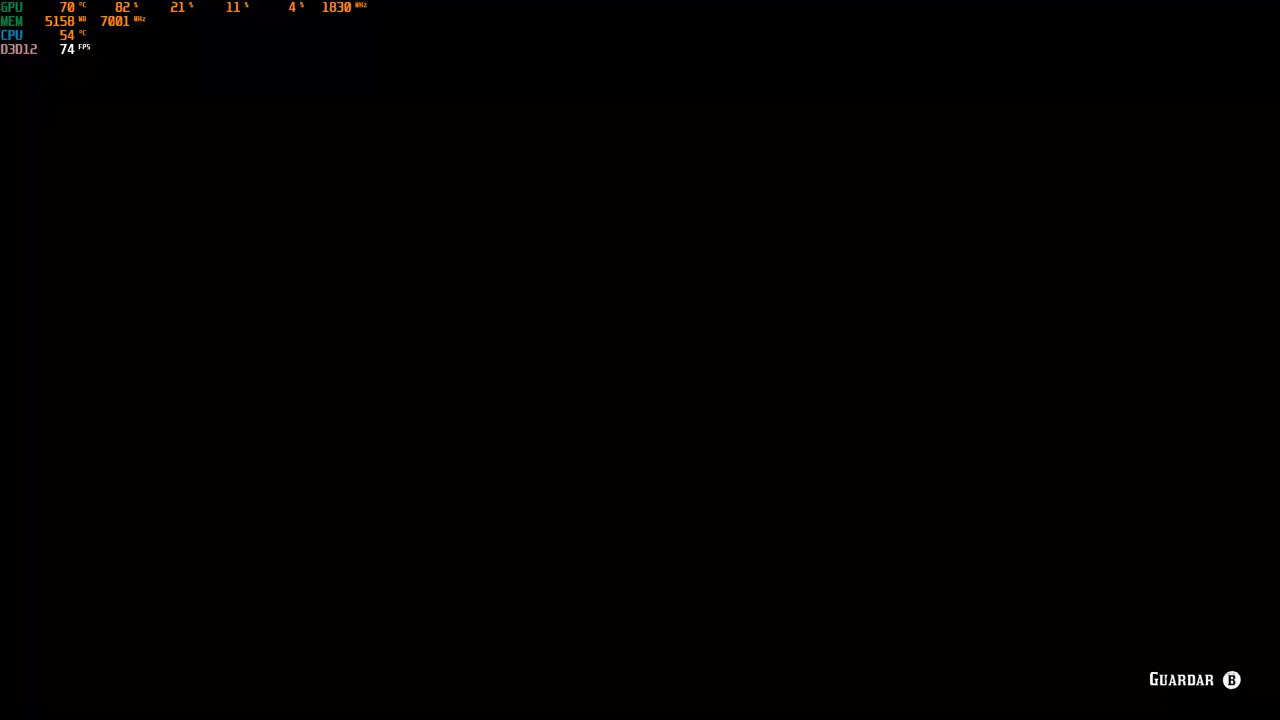 GPU 70 °C 82 % 21 % 11 % 4 % 1830 MHz
MEM 5158 MB 7001 MHz
CPU 54 °C
D3D12 74 FPS
GUARDAR B